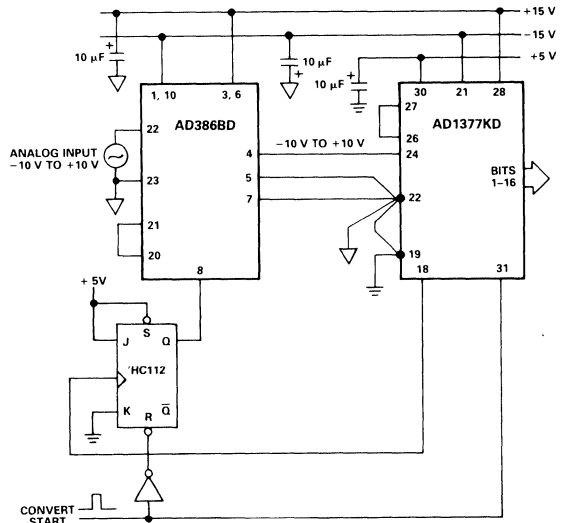 +15 V
−15 V
+5 V
10 µF
+
10 µF
+
10 µF
+
1, 10
3, 6
30
21
28
AD386BD
AD1377KD
27
26
22
ANALOG INPUT
−10 V TO +10 V
4
−10 V TO +10 V
24
BITS
1–16
23
5
7
22
21
20
19
8
18
31
+ 5V
J
S
Q
'HC112
K
R
Q
CONVERT
START